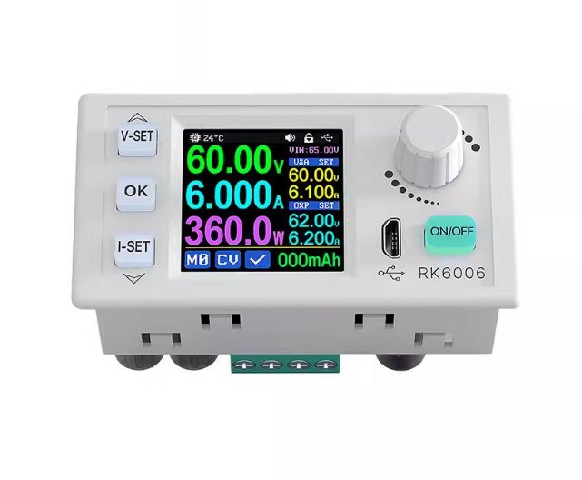 V-SET
OK
I-SET
24°C
VIN:65.00V
60.00V
6.000A
360.0W
V&A SET
60.00V
6.100A
OXP SET
62.00V
6.200A
M0 CV 000mAh
ON/OFF
RK6006